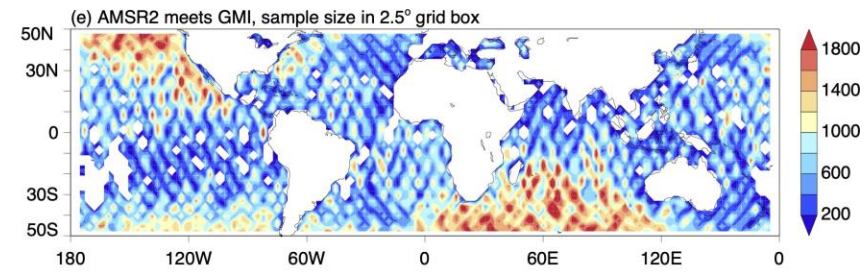 (e) AMSR2 meets GMI, sample size in 2.5° grid box
50N
30N
0
30S
50S
180 120W 60W 0 60E 120E 0
1800
1400
1000
600
200